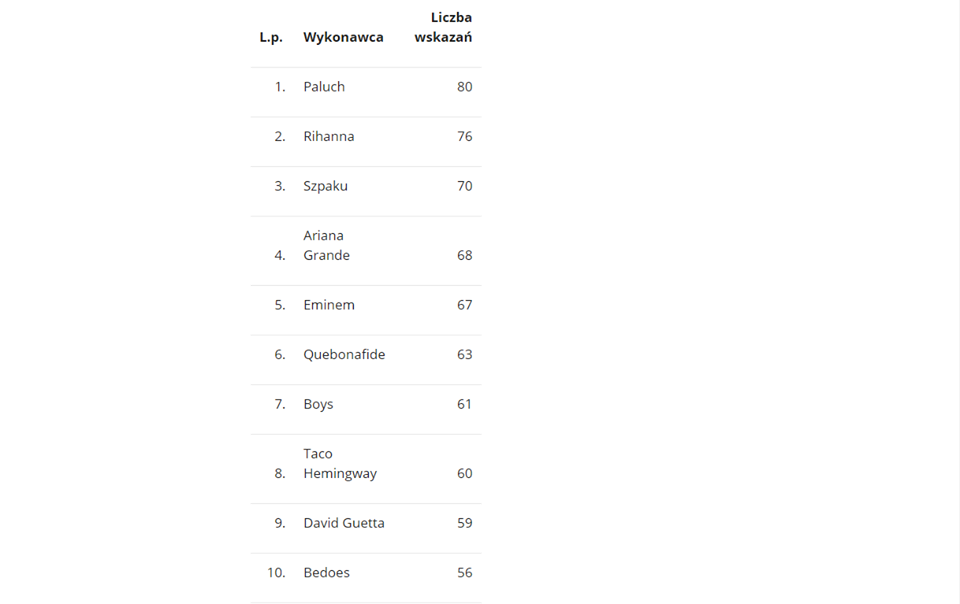 Liczba
L.p. Wykonawca wskazań
1. Paluch 80
2. Rihanna 76
3. Szpaku 70
Ariana
4. Grande 68
5. Eminem 67
6. Quebonafide 63
7. Boys 61
Taco
8. Hemingway 60
9. David Guetta 59
10. Bedoes 56